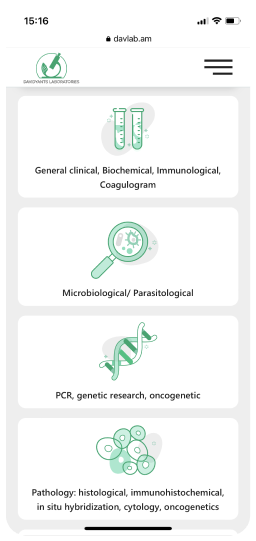 15:16
davlab.am
DAVIDYANTS LABORATORIES
General clinical, Biochemical, Immunological,
Coagulogram
Microbiological/ Parasitological
PCR, genetic research, oncogenetic
Pathology: histological, immunohistochemical,
in situ hybridization, cytology, oncogenetics